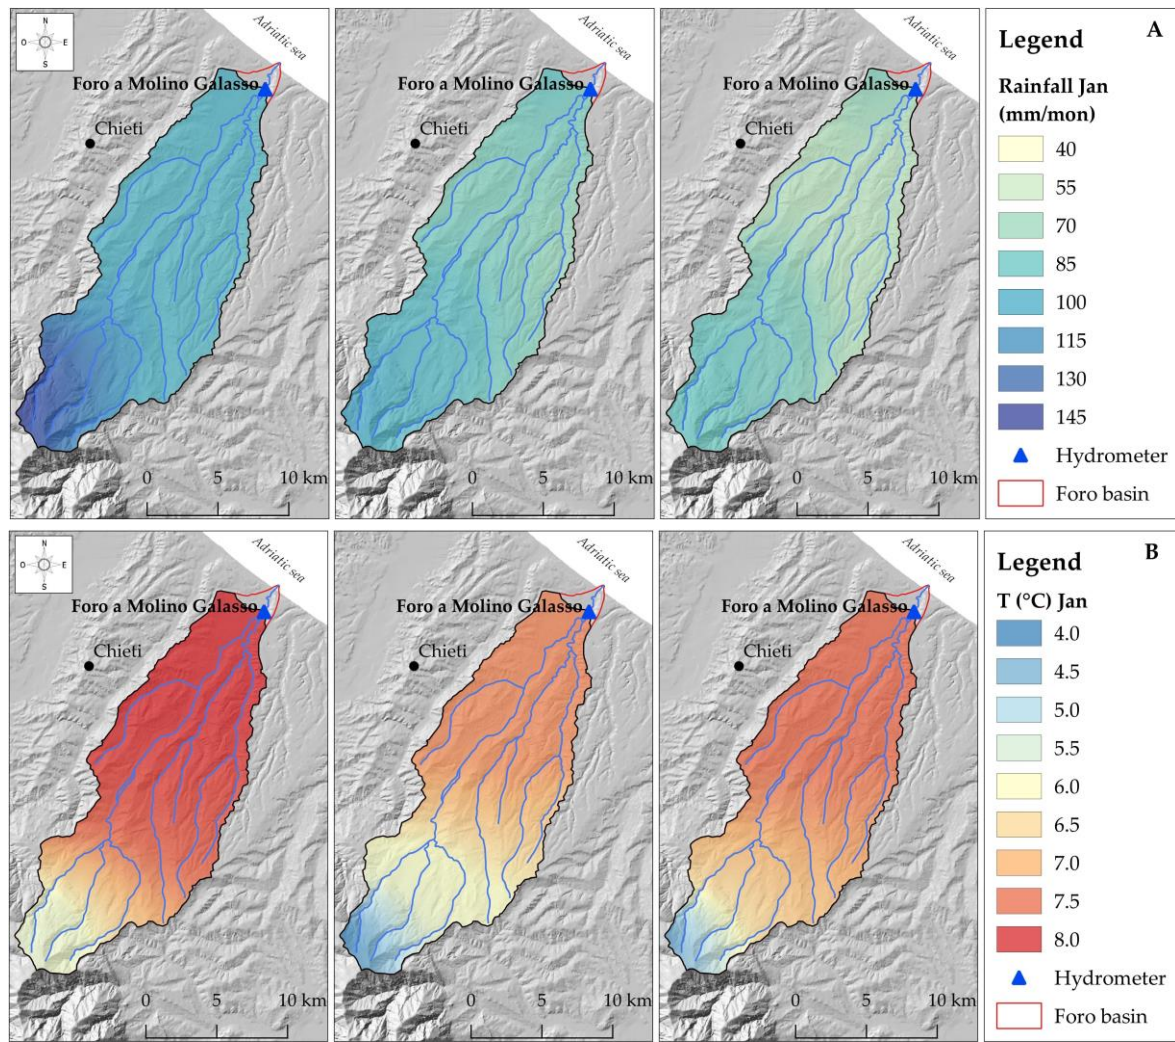 N
O E
S
Adriatic sea
Foro a Molino Galasso
Chieti
0 5 10 km
Adriatic sea
Foro a Molino Galasso
Chieti
0 5 10 km
Adriatic sea
Foro a Molino Galasso
Chieti
0 5 10 km
A
Legend
Rainfall Jan
(mm/mon)
40
55
70
85
100
115
130
145
Hydrometer
Foro basin
N
O E
S
Adriatic sea
Foro a Molino Galasso
Chieti
0 5 10 km
Adriatic sea
Foro a Molino Galasso
Chieti
0 5 10 km
Adriatic sea
Foro a Molino Galasso
Chieti
0 5 10 km
B
Legend
T (°C) Jan
4.0
4.5
5.0
5.5
6.0
6.5
7.0
7.5
8.0
Hydrometer
Foro basin